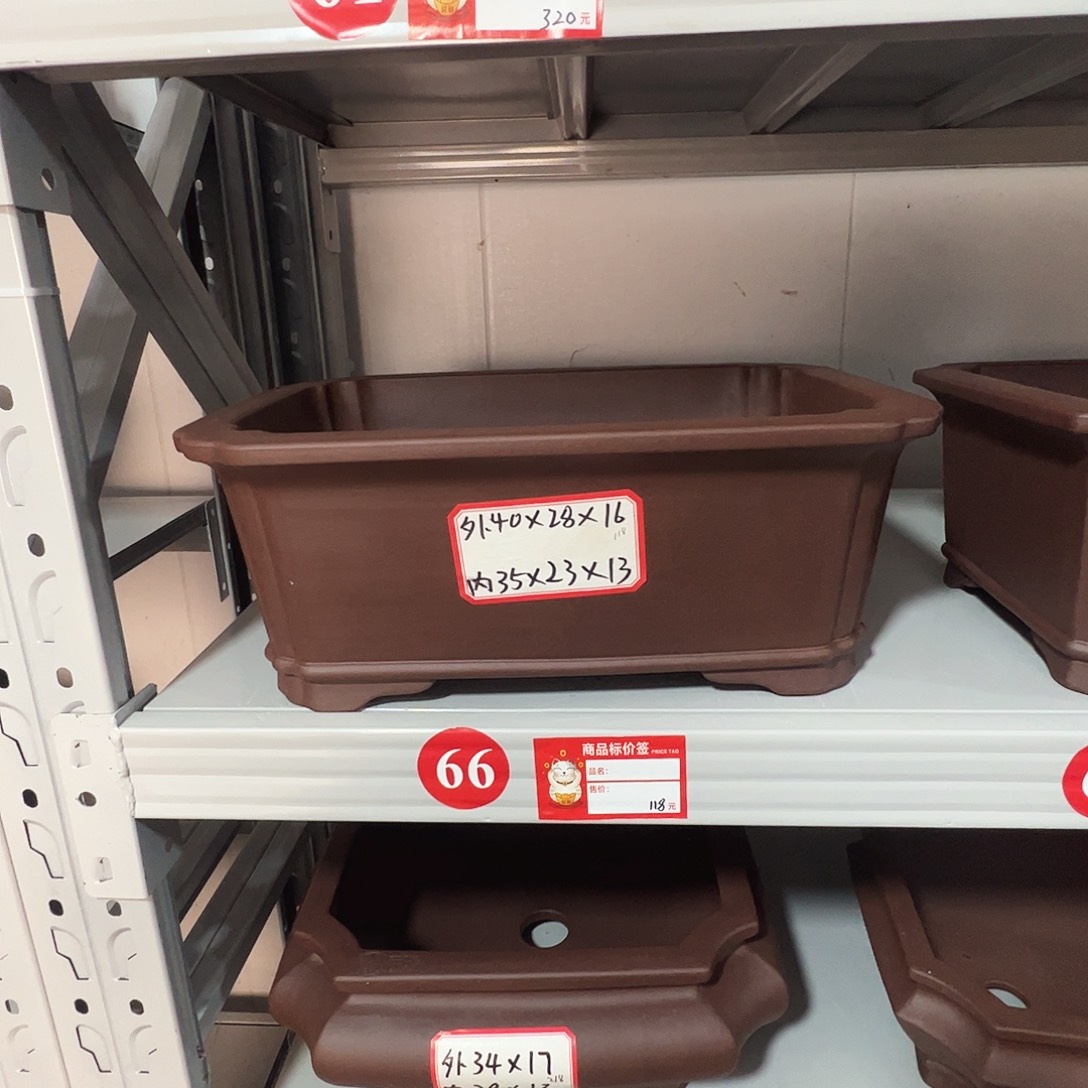 320元
外40×28×16
118
内35×23×13
66
商品标价签 PRICE TAG
品名：
售价：
118元
外34×17